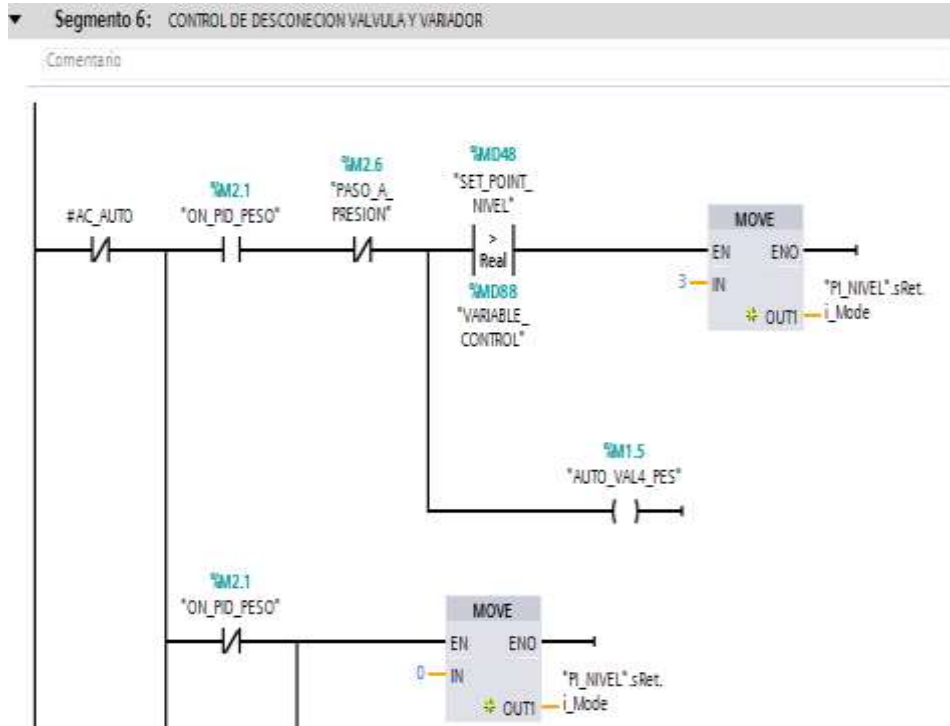 Segmento 6: CONTROL DE DESCONECION VALVULA Y VARIADOR
Comentario
#AC_AUTO
%M2.1
"ON_PID_PESO"
%M2.6
"PASO_A_
PRESION"
%MD48
"SET_POINT_
NIVEL"
>
Real
%MD88
"VARIABLE_
CONTROL"
MOVE
EN ENO
3 IN
OUT1
"PI_NIVEL".sRet.
i_Mode
%M1.5
"AUTO_VAL4_PES"
%M2.1
"ON_PID_PESO"
MOVE
EN ENO
0 IN
OUT1
"PI_NIVEL".sRet.
i_Mode